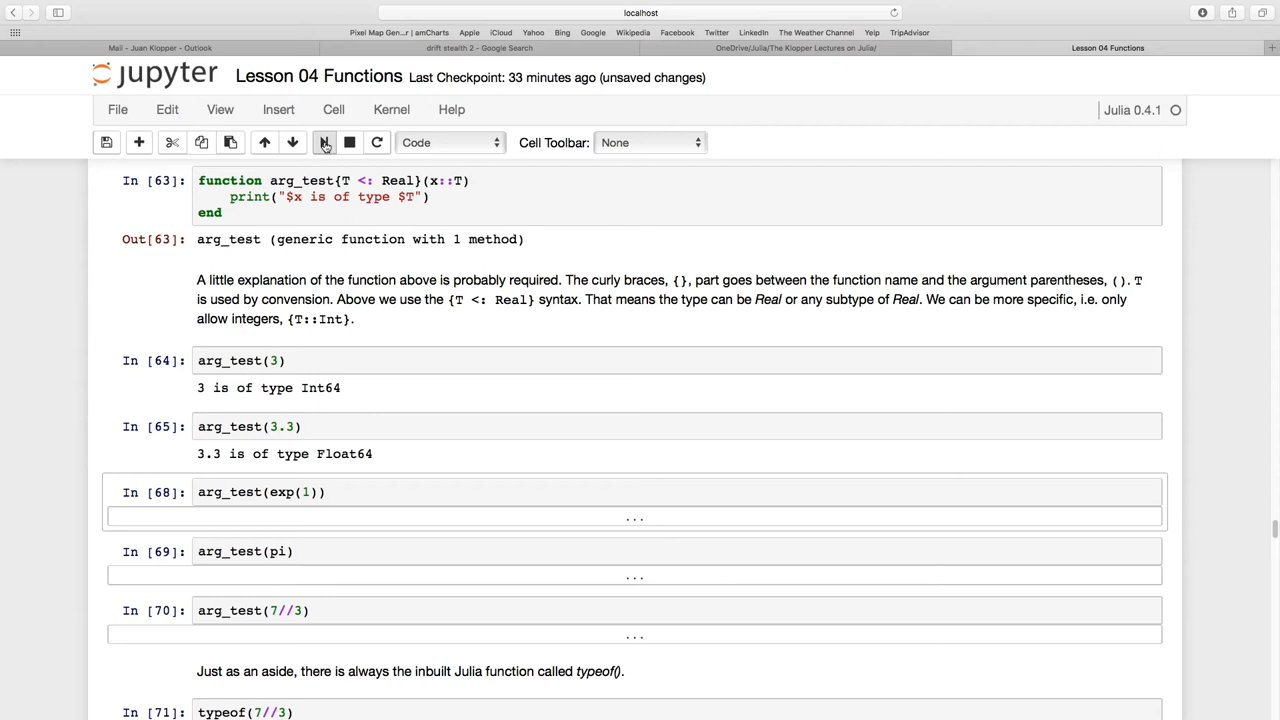 localhost
Pixel Map Gen...r | amCharts Apple iCloud Yahoo Bing Google Wikipedia Facebook Twitter LinkedIn The Weather Channel Yelp TripAdvisor
Mail - Juan Klopper - Outlook drift stealth 2 - Google Search OneDrive/Julia/The Klopper Lectures on Julia/ Lesson 04 Functions
jupyter Lesson 04 Functions Last Checkpoint: 33 minutes ago (unsaved changes)
File Edit View Insert Cell Kernel Help Julia 0.4.1
Code Cell Toolbar: None
In [63]: function arg_test{T <: Real}(x::T)
print("$x is of type $T")
end
Out[63]: arg_test (generic function with 1 method)
A little explanation of the function above is probably required. The curly braces, {}, part goes between the function name and the argument parentheses, (). T
is used by convension. Above we use the {T <: Real} syntax. That means the type can be Real or any subtype of Real. We can be more specific, i.e. only
allow integers, {T::Int}.
In [64]: arg_test(3)
3 is of type Int64
In [65]: arg_test(3.3)
3.3 is of type Float64
In [68]: arg_test(exp(1))
...
In [69]: arg_test(pi)
...
In [70]: arg_test(7//3)
...
Just as an aside, there is always the inbuilt Julia function called typeof().
In [71]: typeof(7//3)